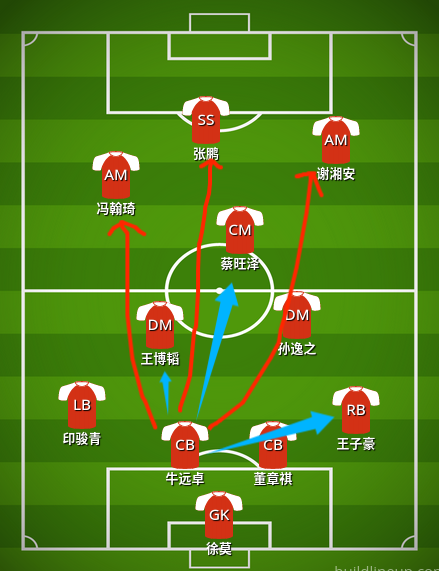 SS
张鹏
AM
谢湘安
AM
冯翰琦
CM
蔡旺泽
DM
孙逸之
DM
王博韬
LB
印骏青
RB
王子豪
CB
牛远卓
CB
董章祺
GK
徐莫
buildlineup.com